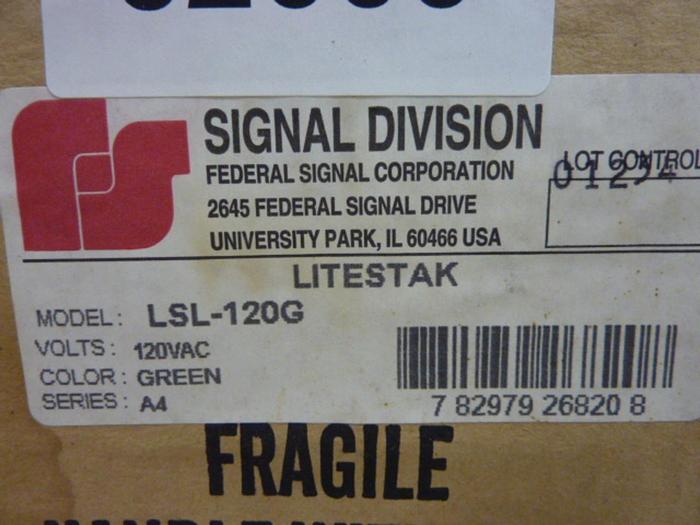 SIGNAL DIVISION
FEDERAL SIGNAL CORPORATION
2645 FEDERAL SIGNAL DRIVE
UNIVERSITY PARK, IL 60466 USA
LOT CONTROL
LITESTAK
MODEL: LSL-120G
VOLTS: 120VAC
COLOR: GREEN
SERIES: A4
7 82979 26820 8
FRAGILE